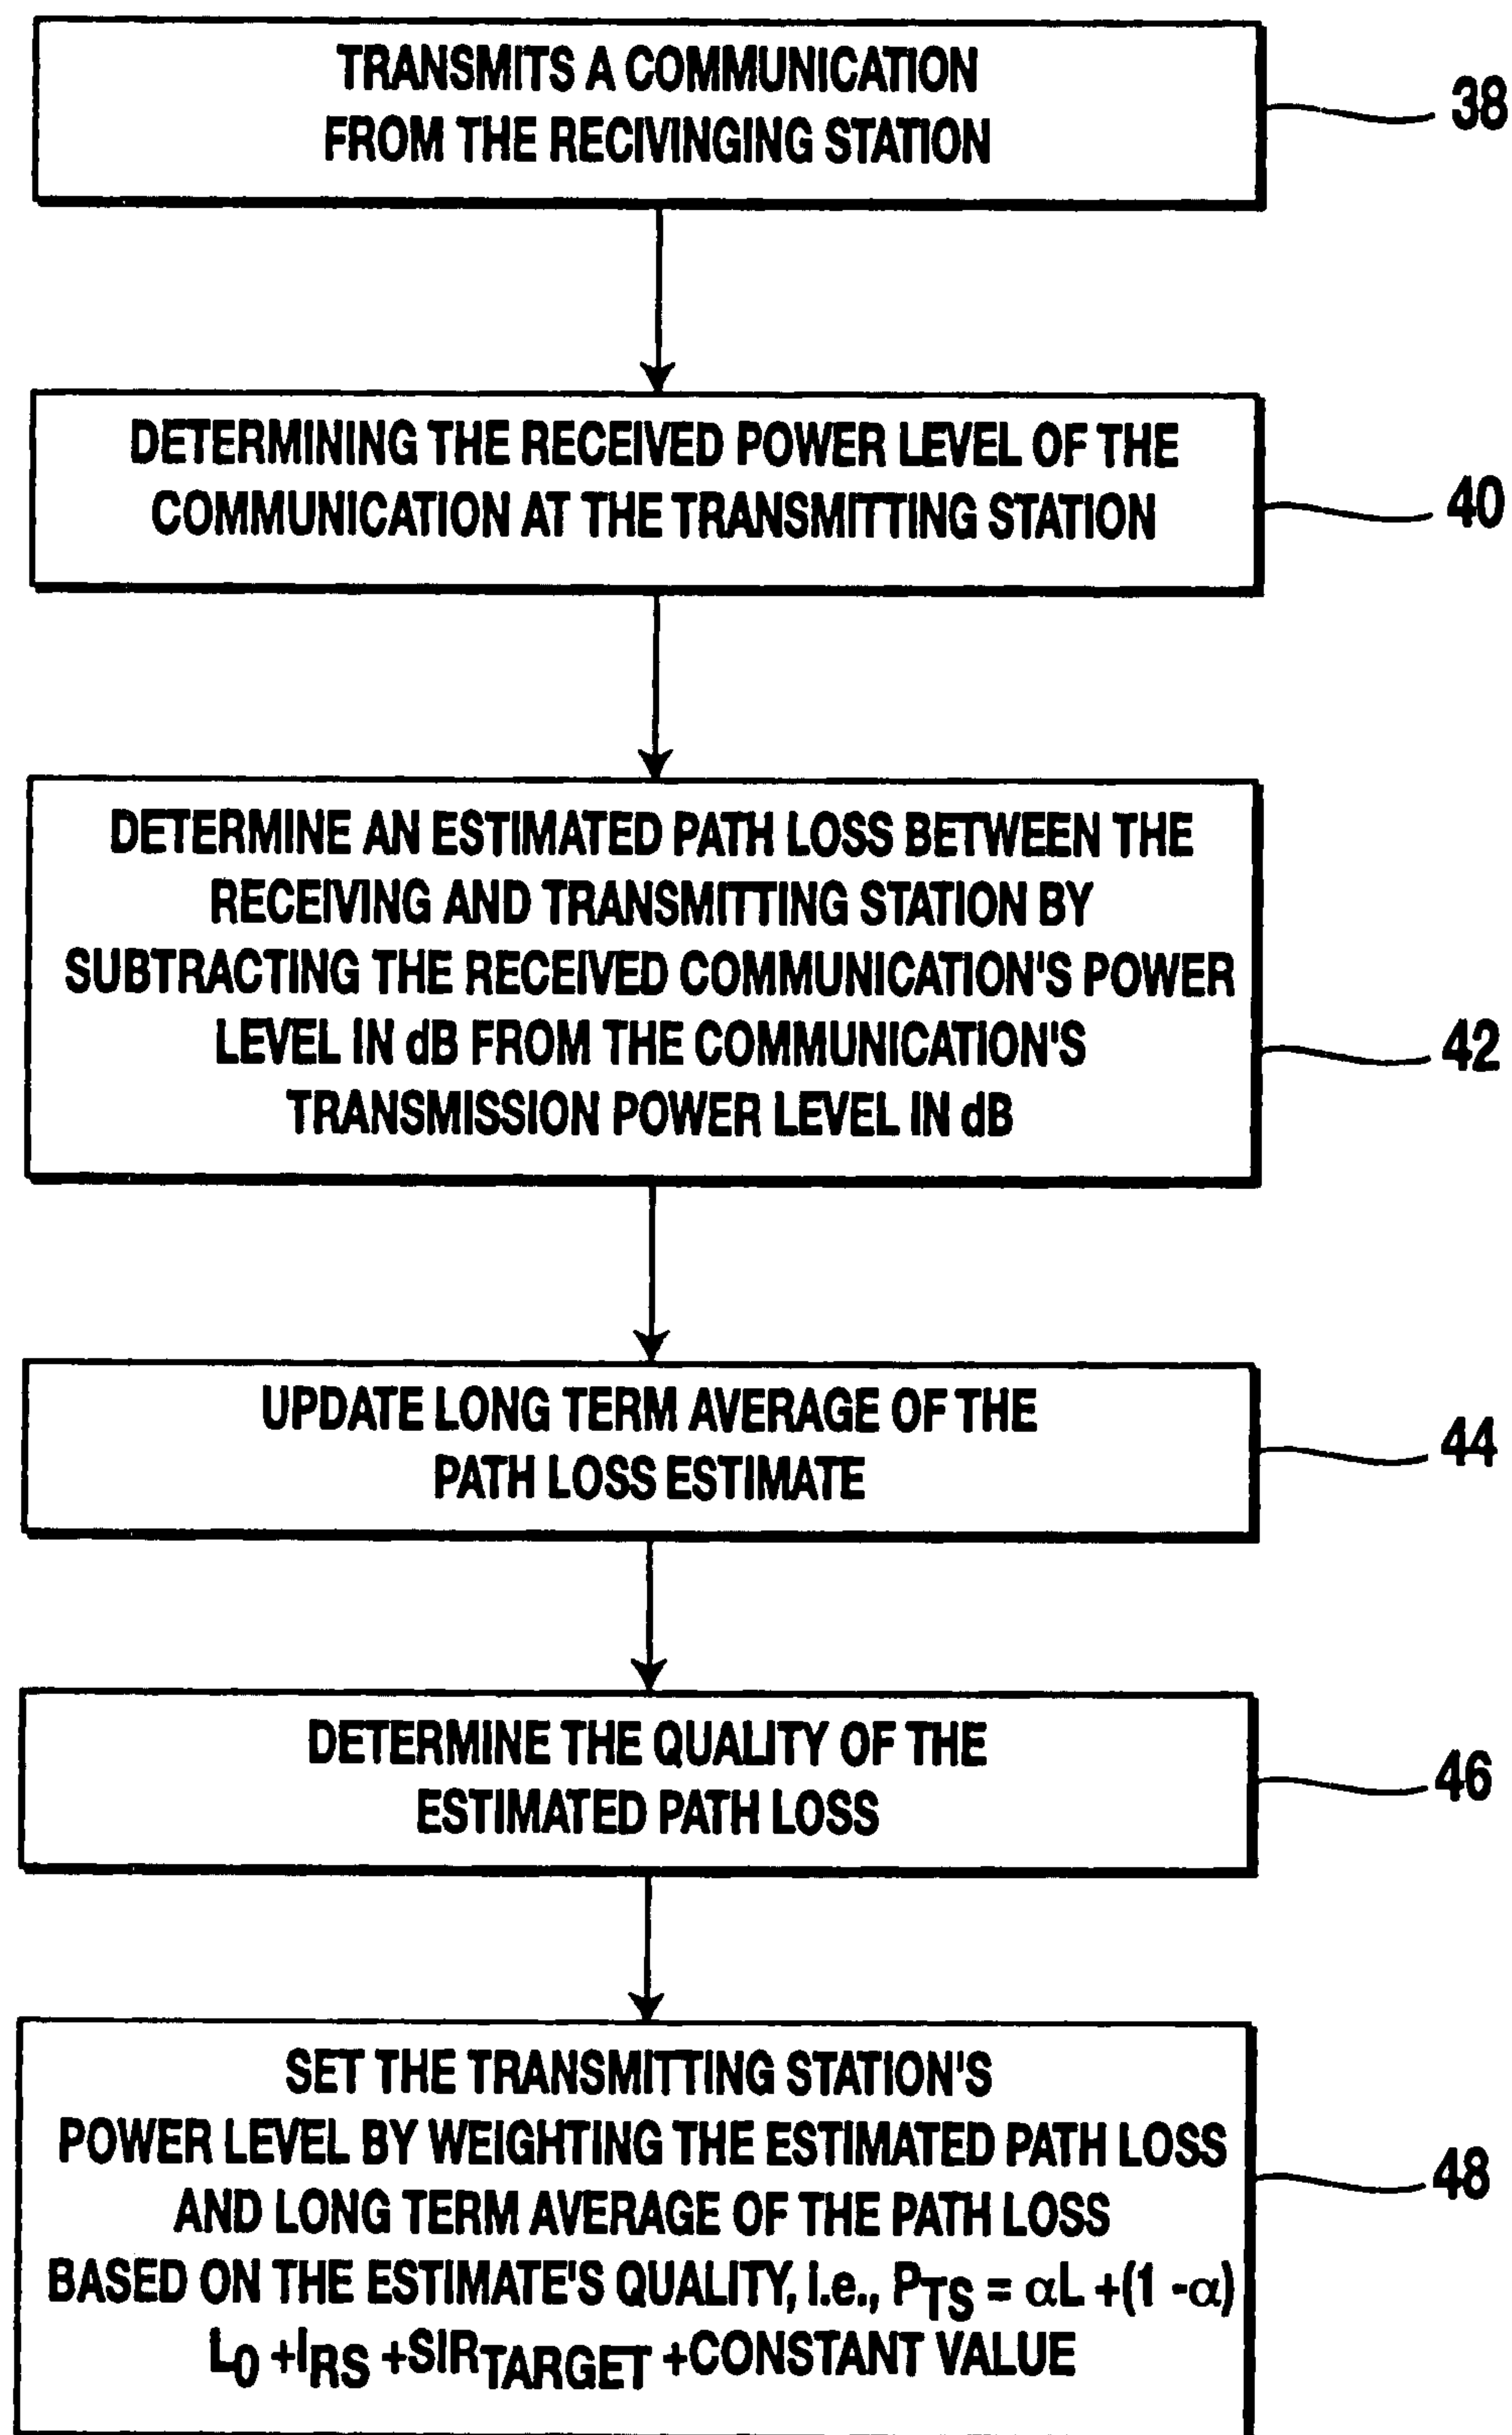 TRANSMITS A COMMUNICATION
FROM THE RECIVINGING STATION
38
DETERMINING THE RECEIVED POWER LEVEL OF THE
COMMUNICATION AT THE TRANSMITTING STATION
40
DETERMINE AN ESTIMATED PATH LOSS BETWEEN THE
RECEIVING AND TRANSMITTING STATION BY
SUBTRACTING THE RECEIVED COMMUNICATION'S POWER
LEVEL IN dB FROM THE COMMUNICATION'S
TRANSMISSION POWER LEVEL IN dB
42
UPDATE LONG TERM AVERAGE OF THE
PATH LOSS ESTIMATE
44
DETERMINE THE QUALITY OF THE
ESTIMATED PATH LOSS
46
SET THE TRANSMITTING STATION'S
POWER LEVEL BY WEIGHTING THE ESTIMATED PATH LOSS
AND LONG TERM AVERAGE OF THE PATH LOSS
BASED ON THE ESTIMATE'S QUALITY, i.e., PTS = αL +(1 -α)
L0 +IRS +SIRTARGET +CONSTANT VALUE
48